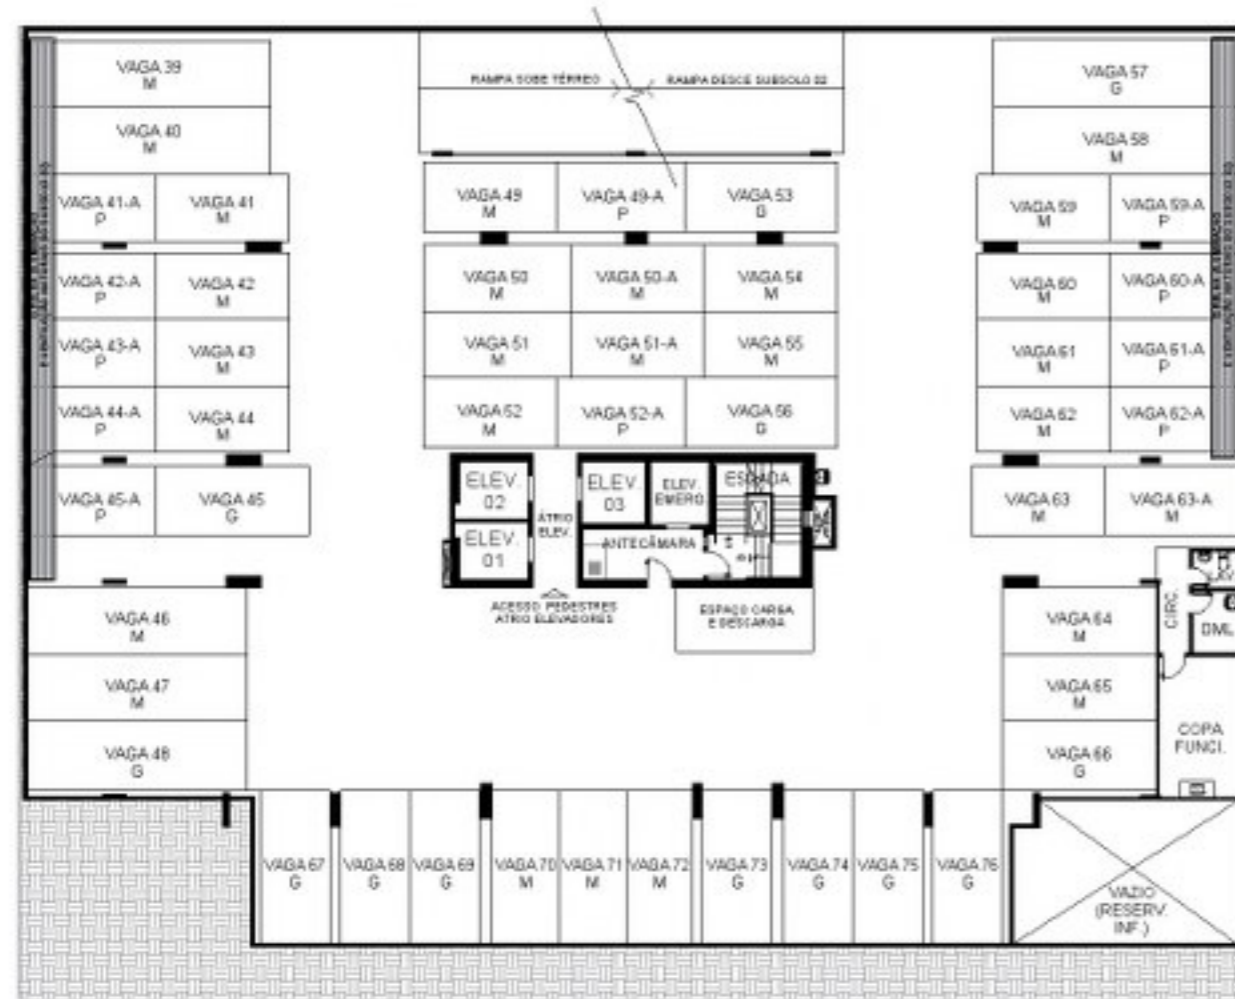 VAGA 39
M
VAGA 40
M
VAGA 41-A
P
VAGA 41
M
VAGA 42-A
P
VAGA 42
M
VAGA 43-A
P
VAGA 43
M
VAGA 44-A
P
VAGA 44
M
VAGA 45-A
P
VAGA 45
G
VAGA 46
M
VAGA 47
M
VAGA 48
G
RAMPA SOBE TÉRREO
RAMPA DESCE SUBSOLO 02
VAGA 49
M
VAGA 49-A
P
VAGA 53
G
VAGA 50
M
VAGA 50-A
M
VAGA 54
M
VAGA 51
M
VAGA 51-A
M
VAGA 55
M
VAGA 52
M
VAGA 52-A
P
VAGA 56
G
ELEV.
02
ELEV.
01
ÁTRIO
ELEV.
ELEV.
03
ELEV.
EMERG
ESCADA
ANTECÂMARA
S
ACESSO PEDESTRES
ATRIO ELEVADORES
ESPAÇO CARGA
E DESCARGA
VAGA 57
G
VAGA 58
M
VAGA 59
M
VAGA 59-A
P
VAGA 60
M
VAGA 60-A
P
VAGA 61
M
VAGA 61-A
P
VAGA 62
M
VAGA 62-A
P
VAGA 63
M
VAGA 63-A
M
VAGA 64
M
VAGA 65
M
VAGA 66
G
CIRC.
DML
COPA
FUNCI.
VAGA 67
G
VAGA 68
G
VAGA 69
G
VAGA 70
M
VAGA 71
M
VAGA 72
M
VAGA 73
G
VAGA 74
G
VAGA 75
G
VAGA 76
G
VAZIO
(RESERV.
INF.)